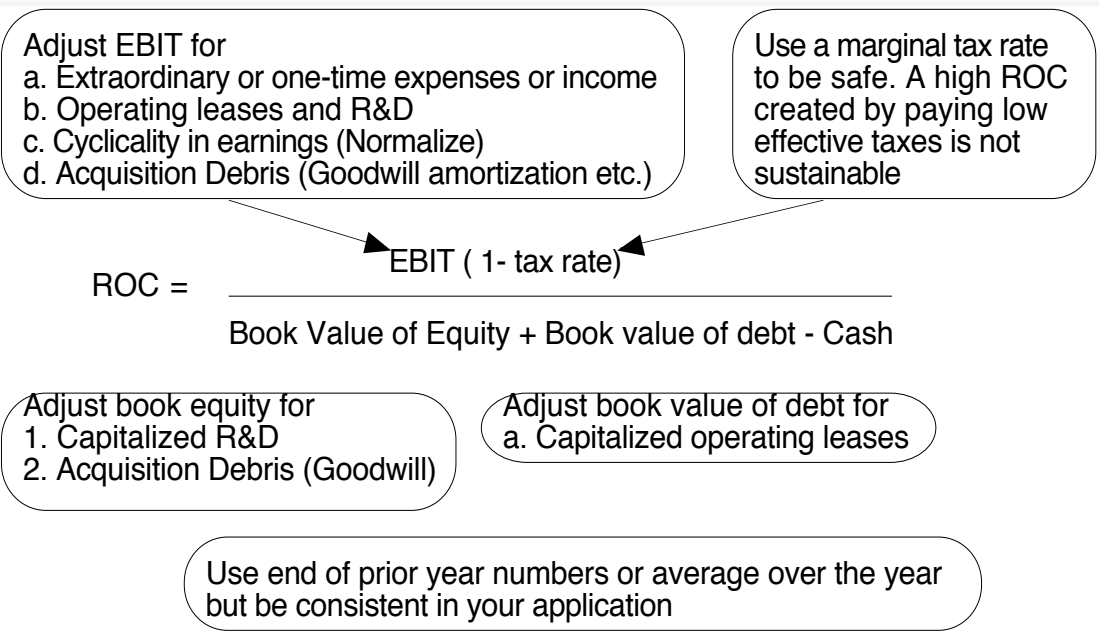 Adjust EBIT for
a. Extraordinary or one-time expenses or income
b. Operating leases and R&D
c. Cyclicality in earnings (Normalize)
d. Acquisition Debris (Goodwill amortization etc.)
Use a marginal tax rate
to be safe. A high ROC
created by paying low
effective taxes is not
sustainable
EBIT ( 1- tax rate)
ROC =
Book Value of Equity + Book value of debt - Cash
Adjust book equity for
1. Capitalized R&D
2. Acquisition Debris (Goodwill)
Adjust book value of debt for
a. Capitalized operating leases
Use end of prior year numbers or average over the year
but be consistent in your application